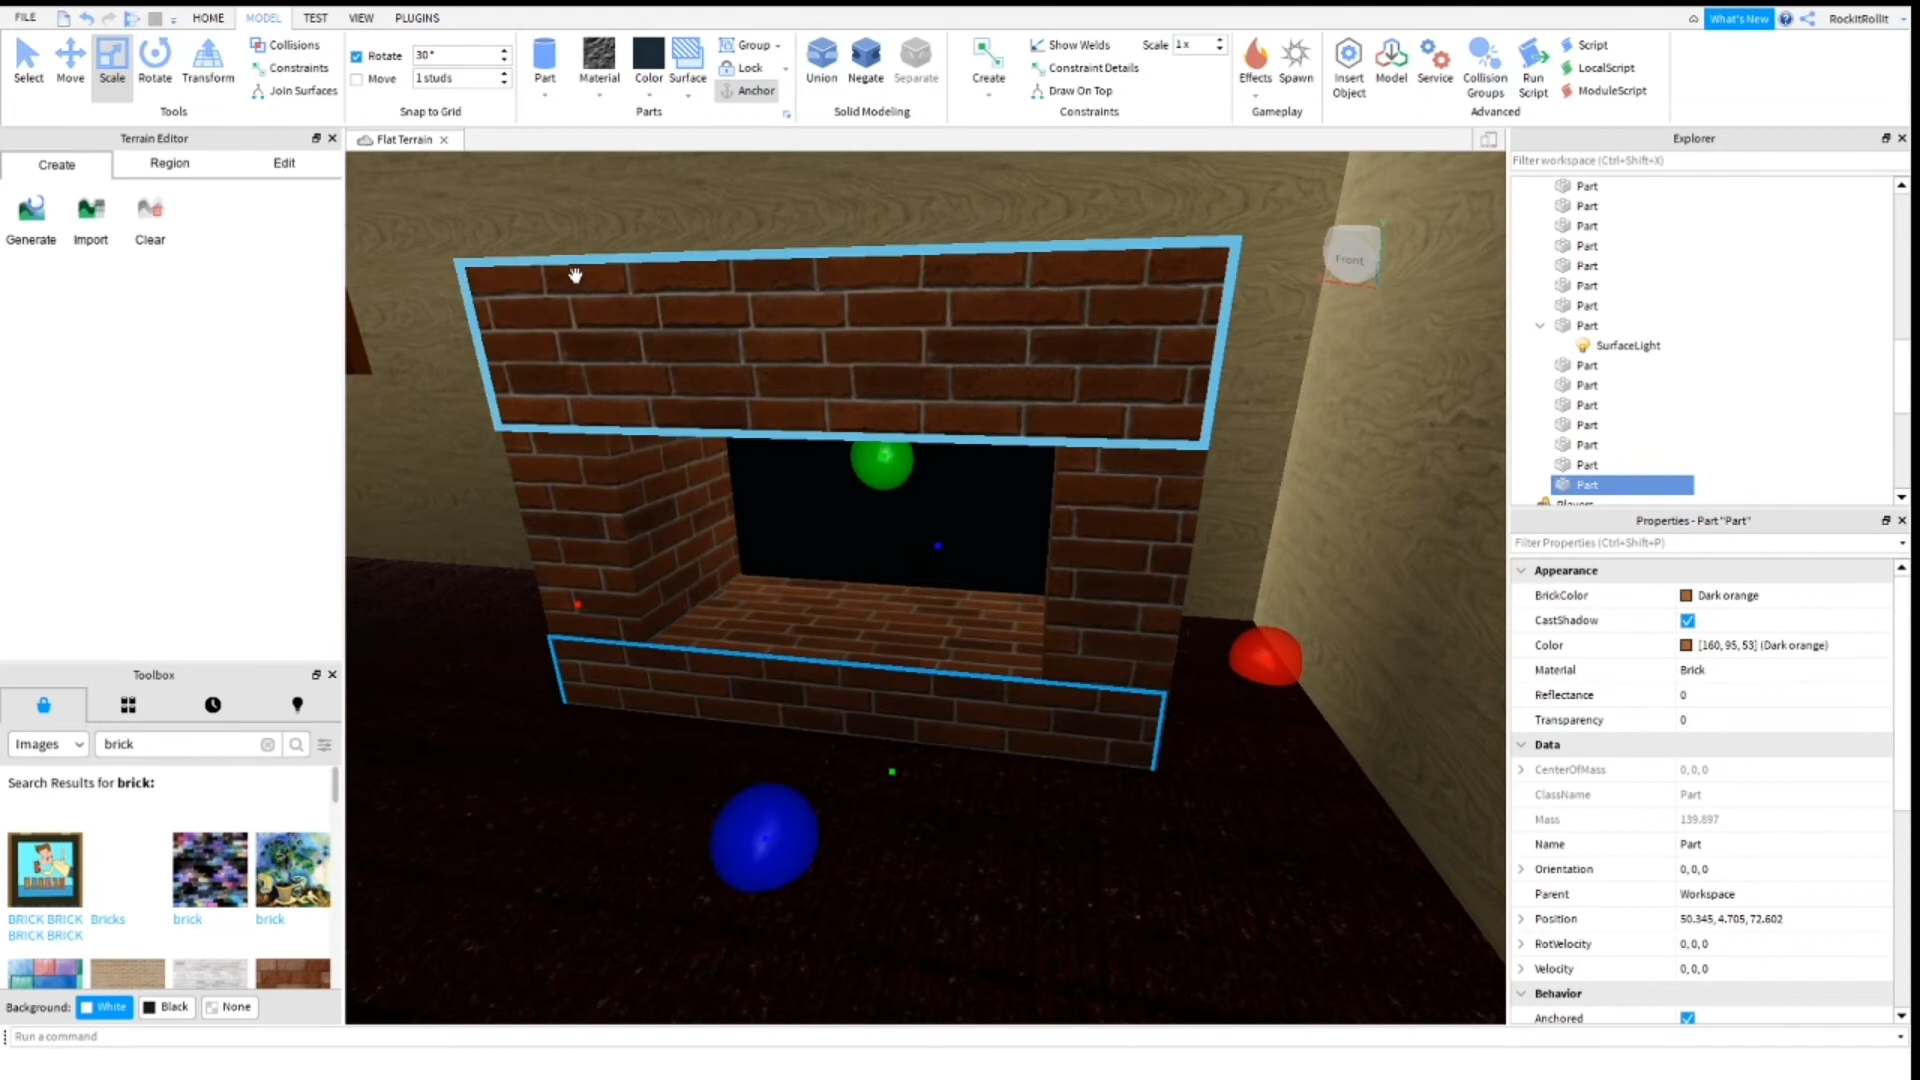 FILE HOME MODEL TEST VIEW PLUGINS What's New RockItRollIt
Select Move Scale Rotate Transform
Collisions
Constraints
Join Surfaces
Tools
Rotate 30°
Move 1 studs
Snap to Grid
Part Material Color Surface
Group
Lock
Anchor
Parts
Union Negate Separate
Solid Modeling
Create
Show Welds Scale 1x
Constraint Details
Draw On Top
Constraints
Effects Spawn
Gameplay
Insert Object Model Service Collision Groups Run Script
Script
LocalScript
ModuleScript
Advanced
Terrain Editor
Create Region Edit
Generate Import Clear
Flat Terrain
Front
Toolbox
Images brick
Search Results for brick:
BRICK BRICK Bricks brick brick
BRICK BRICK
Background: White Black None
Run a command
Explorer
Filter workspace (Ctrl+Shift+X)
Part
Part
Part
Part
Part
Part
Part
Part
SurfaceLight
Part
Part
Part
Part
Part
Part
Part
Players
Properties - Part "Part"
Filter Properties (Ctrl+Shift+P)
Appearance
BrickColor Dark orange
CastShadow
Color [160, 95, 53] (Dark orange)
Material Brick
Reflectance 0
Transparency 0
Data
CenterOfMass 0, 0, 0
ClassName Part
Mass 139.897
Name Part
Orientation 0, 0, 0
Parent Workspace
Position 50.345, 4.705, 72.602
RotVelocity 0, 0, 0
Velocity 0, 0, 0
Behavior
Anchored